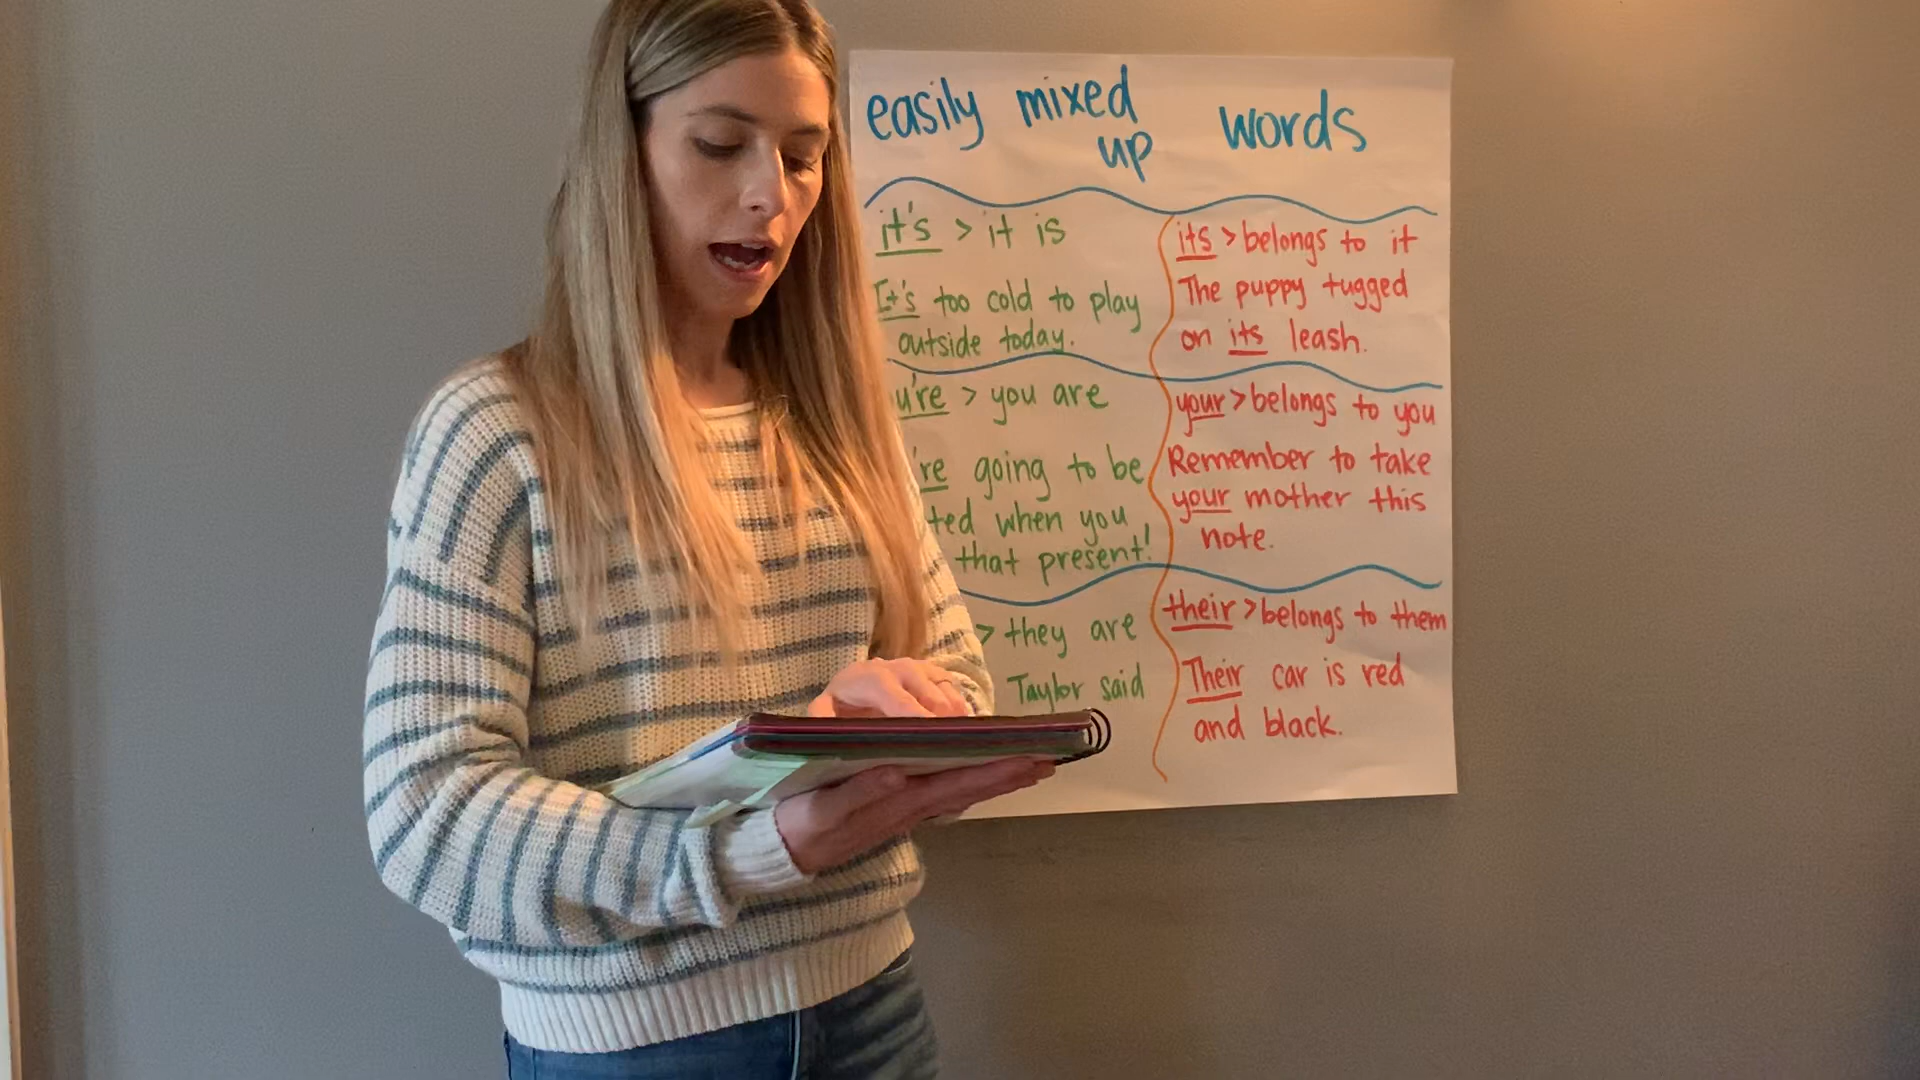 easily mixed up words
it's > it is
It's too cold to play
outside today.
its > belongs to it
The puppy tugged
on its leash.
u're > you are
're going to be
ted when you
that present!
your > belongs to you
Remember to take
your mother this
note.
> they are
Taylor said
their > belongs to them
Their car is red
and black.